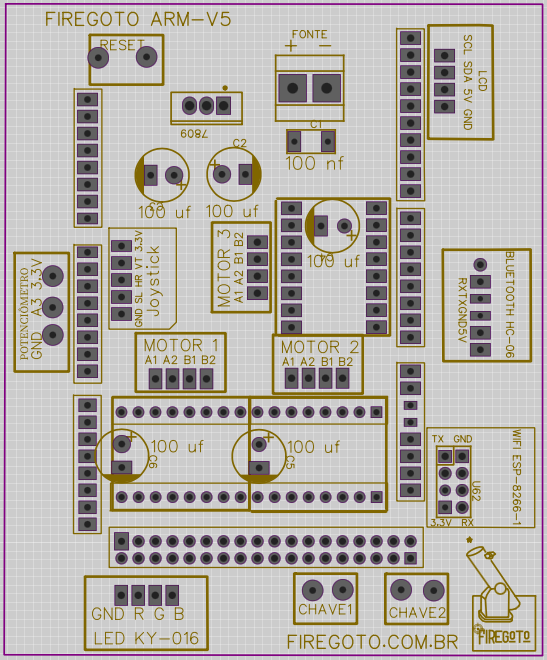 FIREGOTO ARM-V5
RESET
FONTE
+ −
SCL SDA 5V GND
LCD
7809
C1
100 nf
C2
+
+
100 uf
100 uf
POTENCIÔMETRO
GND A3 3,3V
GND SL HR VT 3.3V
Joystick
MOTOR 3
A1 A2 B1 B2
+
uf
BLUETOOTH HC-06
RXTXGND5V
MOTOR 1
A1 A2 B1 B2
MOTOR 2
A1 A2 B1 B2
+
100 uf
C6
+
100 uf
C5
TX GND
U62
3.3V RX
WIFI ESP-8266-1
GND R G B
LED KY-016
CHAVE1
CHAVE2
FIREGOTO
FIREGOTO.COM.BR